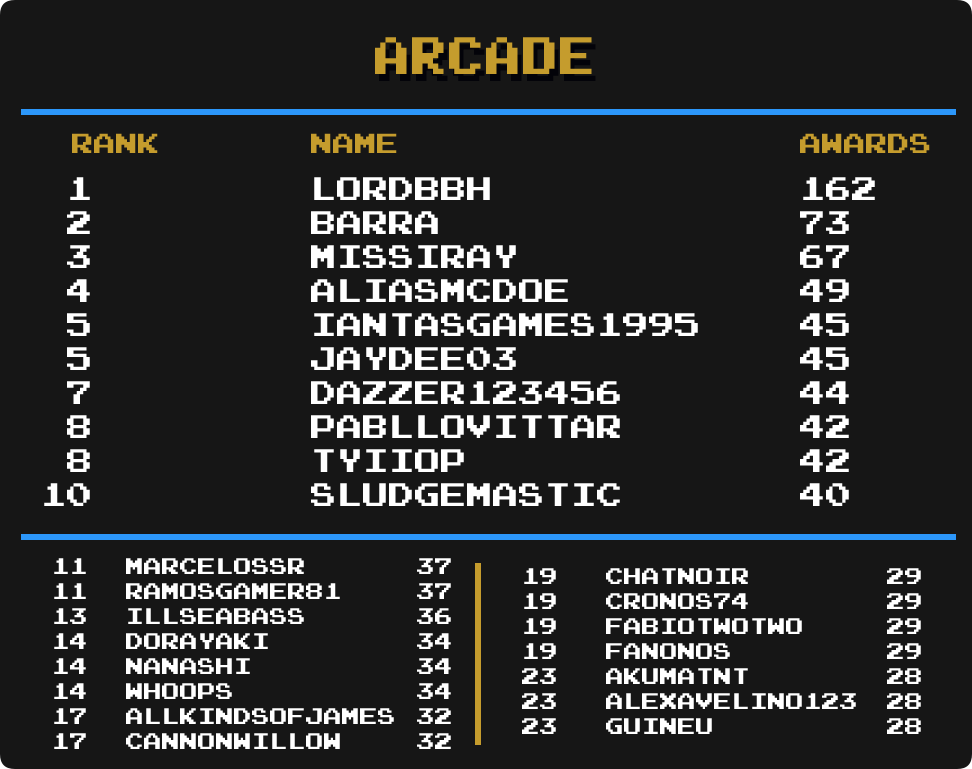 ARCADE
RANK NAME AWARDS
1 LORDBBH 162
2 BARRA 73
3 MISSIRAY 67
4 ALIASMCDOE 49
5 IANTASGAMES1995 45
5 JAYDEE03 45
7 DAZZER123456 44
8 PABLLOVITTAR 42
8 TYIIOP 42
10 SLUDGEMASTIC 40
11 MARCELOSSR 37
11 RAMOSGAMER81 37
13 ILLSEABASS 36
14 DORAYAKI 34
14 NANASHI 34
14 WHOOPS 34
17 ALLKINDSOFJAMES 32
17 CANNONWILLOW 32
19 CHATNOIR 29
19 CRONOS74 29
19 FABIOTWOTWO 29
19 FANONOS 29
23 AKUMATNT 28
23 ALEXAVELINO123 28
23 GUINEU 28